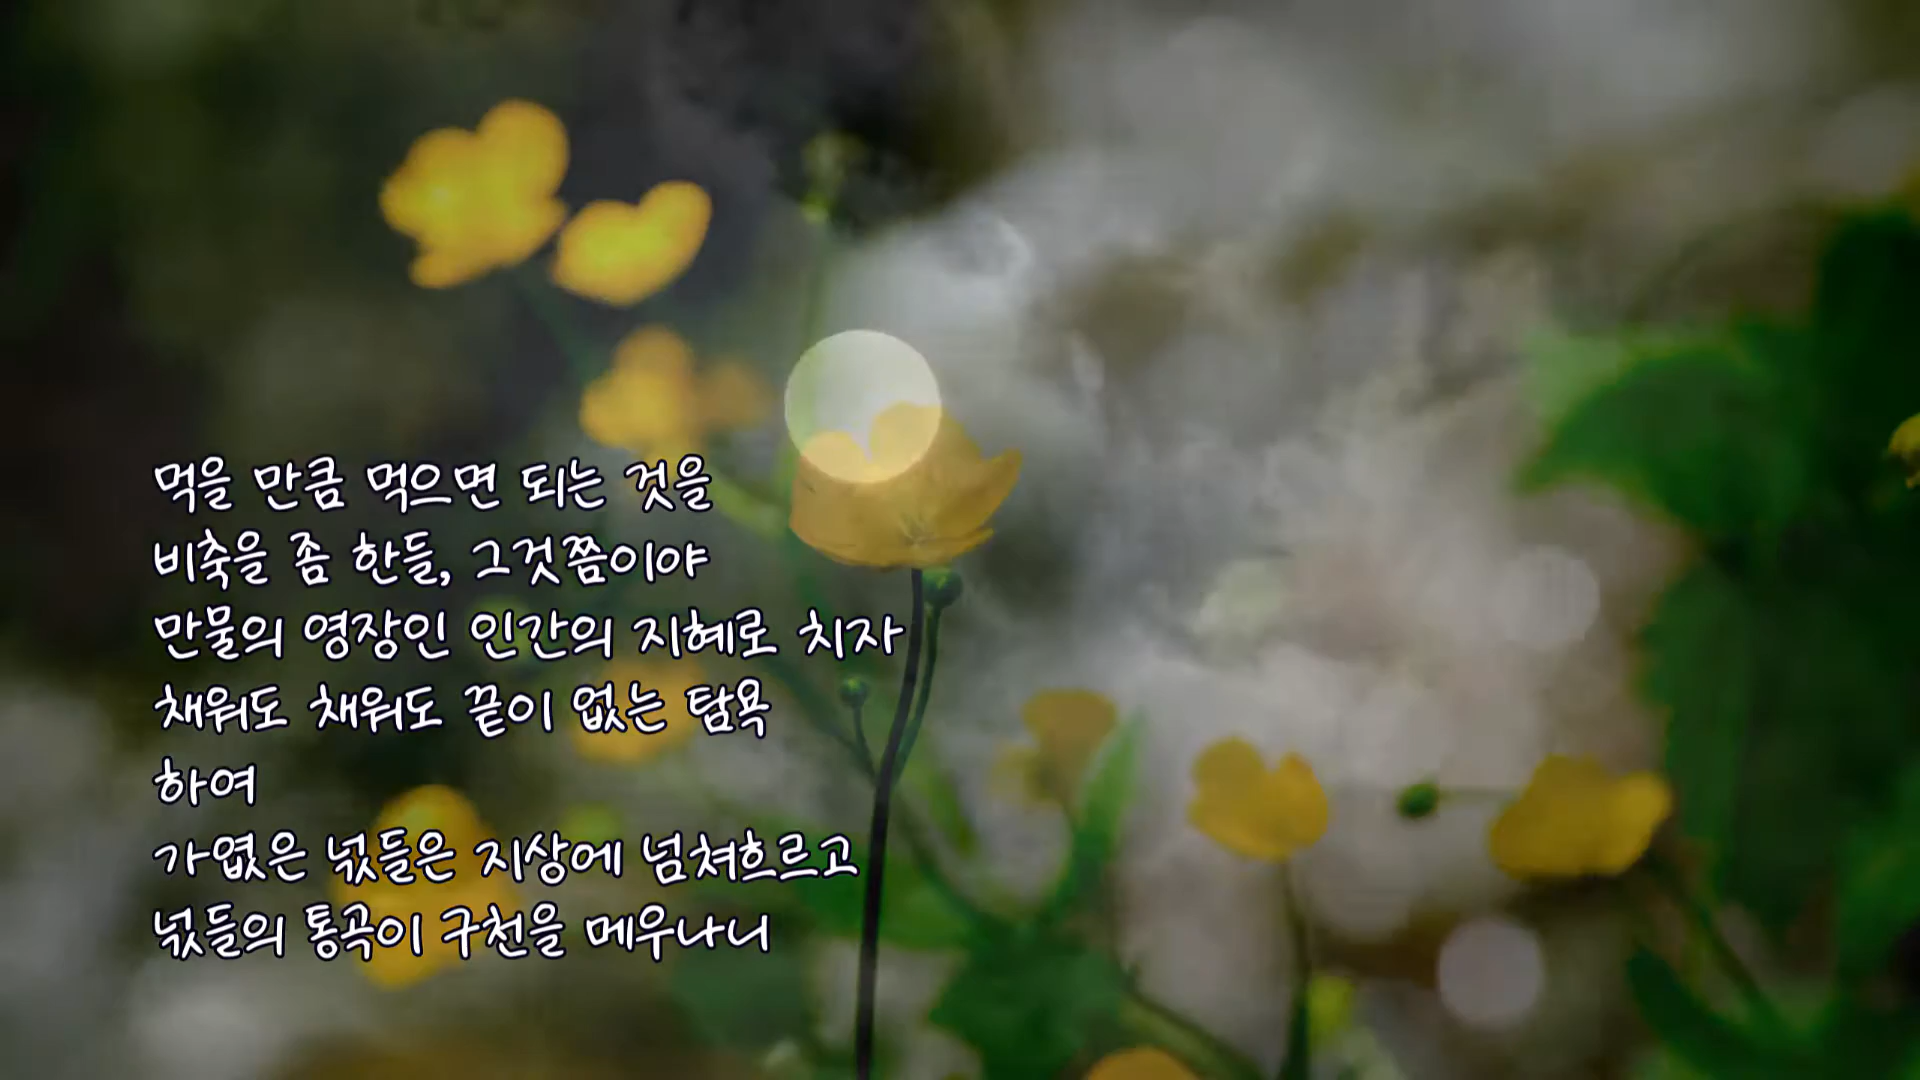 먹을 만큼 먹으면 되는 것을
비축을 좀 한들, 그것쯤이야
만물의 영장인 인간의 지혜로 치자
채워도 채워도 끝이 없는 탐욕
하여
가엾은 넋들은 지상에 넘쳐흐르고
넋들의 통곡이 구천을 메우나니